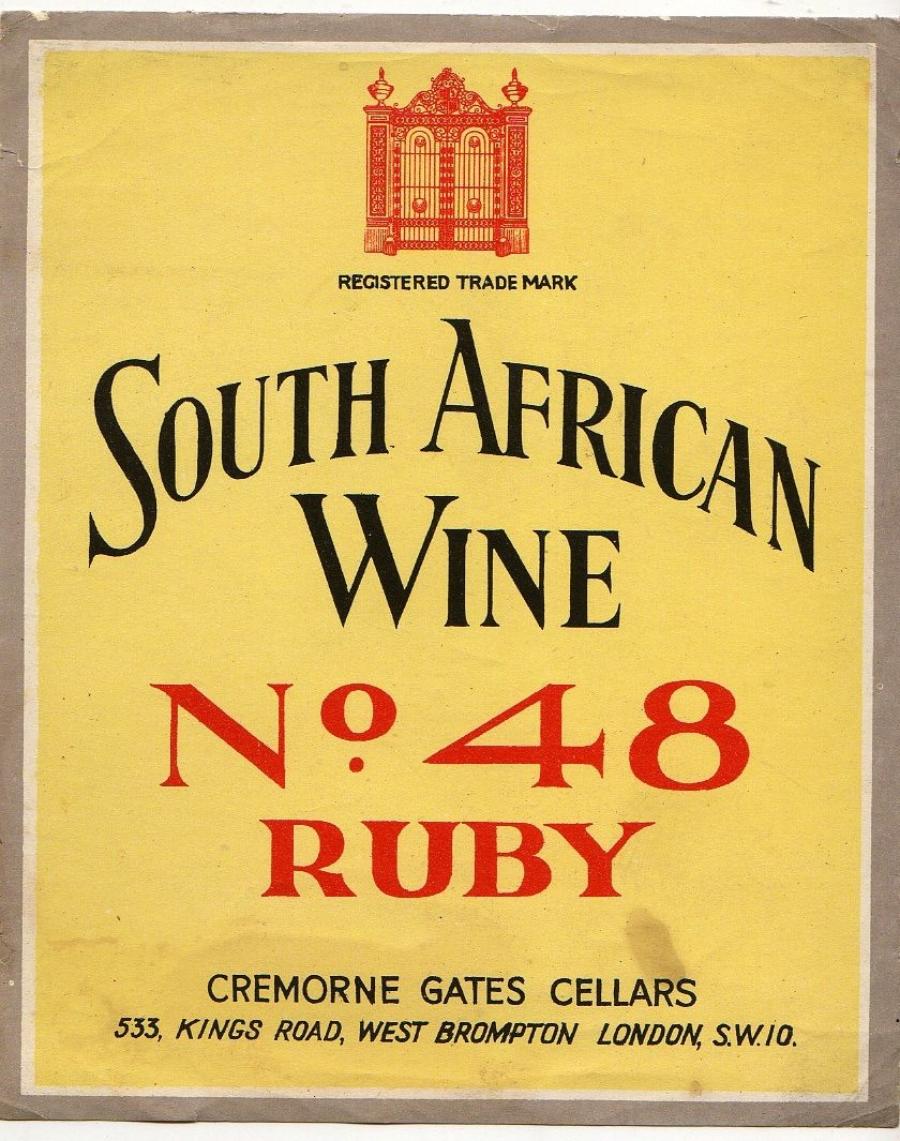 REGISTERED TRADE MARK
SOUTH AFRICAN
WINE
No. 48
RUBY
CREMORNE GATES CELLARS
533, KINGS ROAD, WEST BROMPTON LONDON, S.W.10.